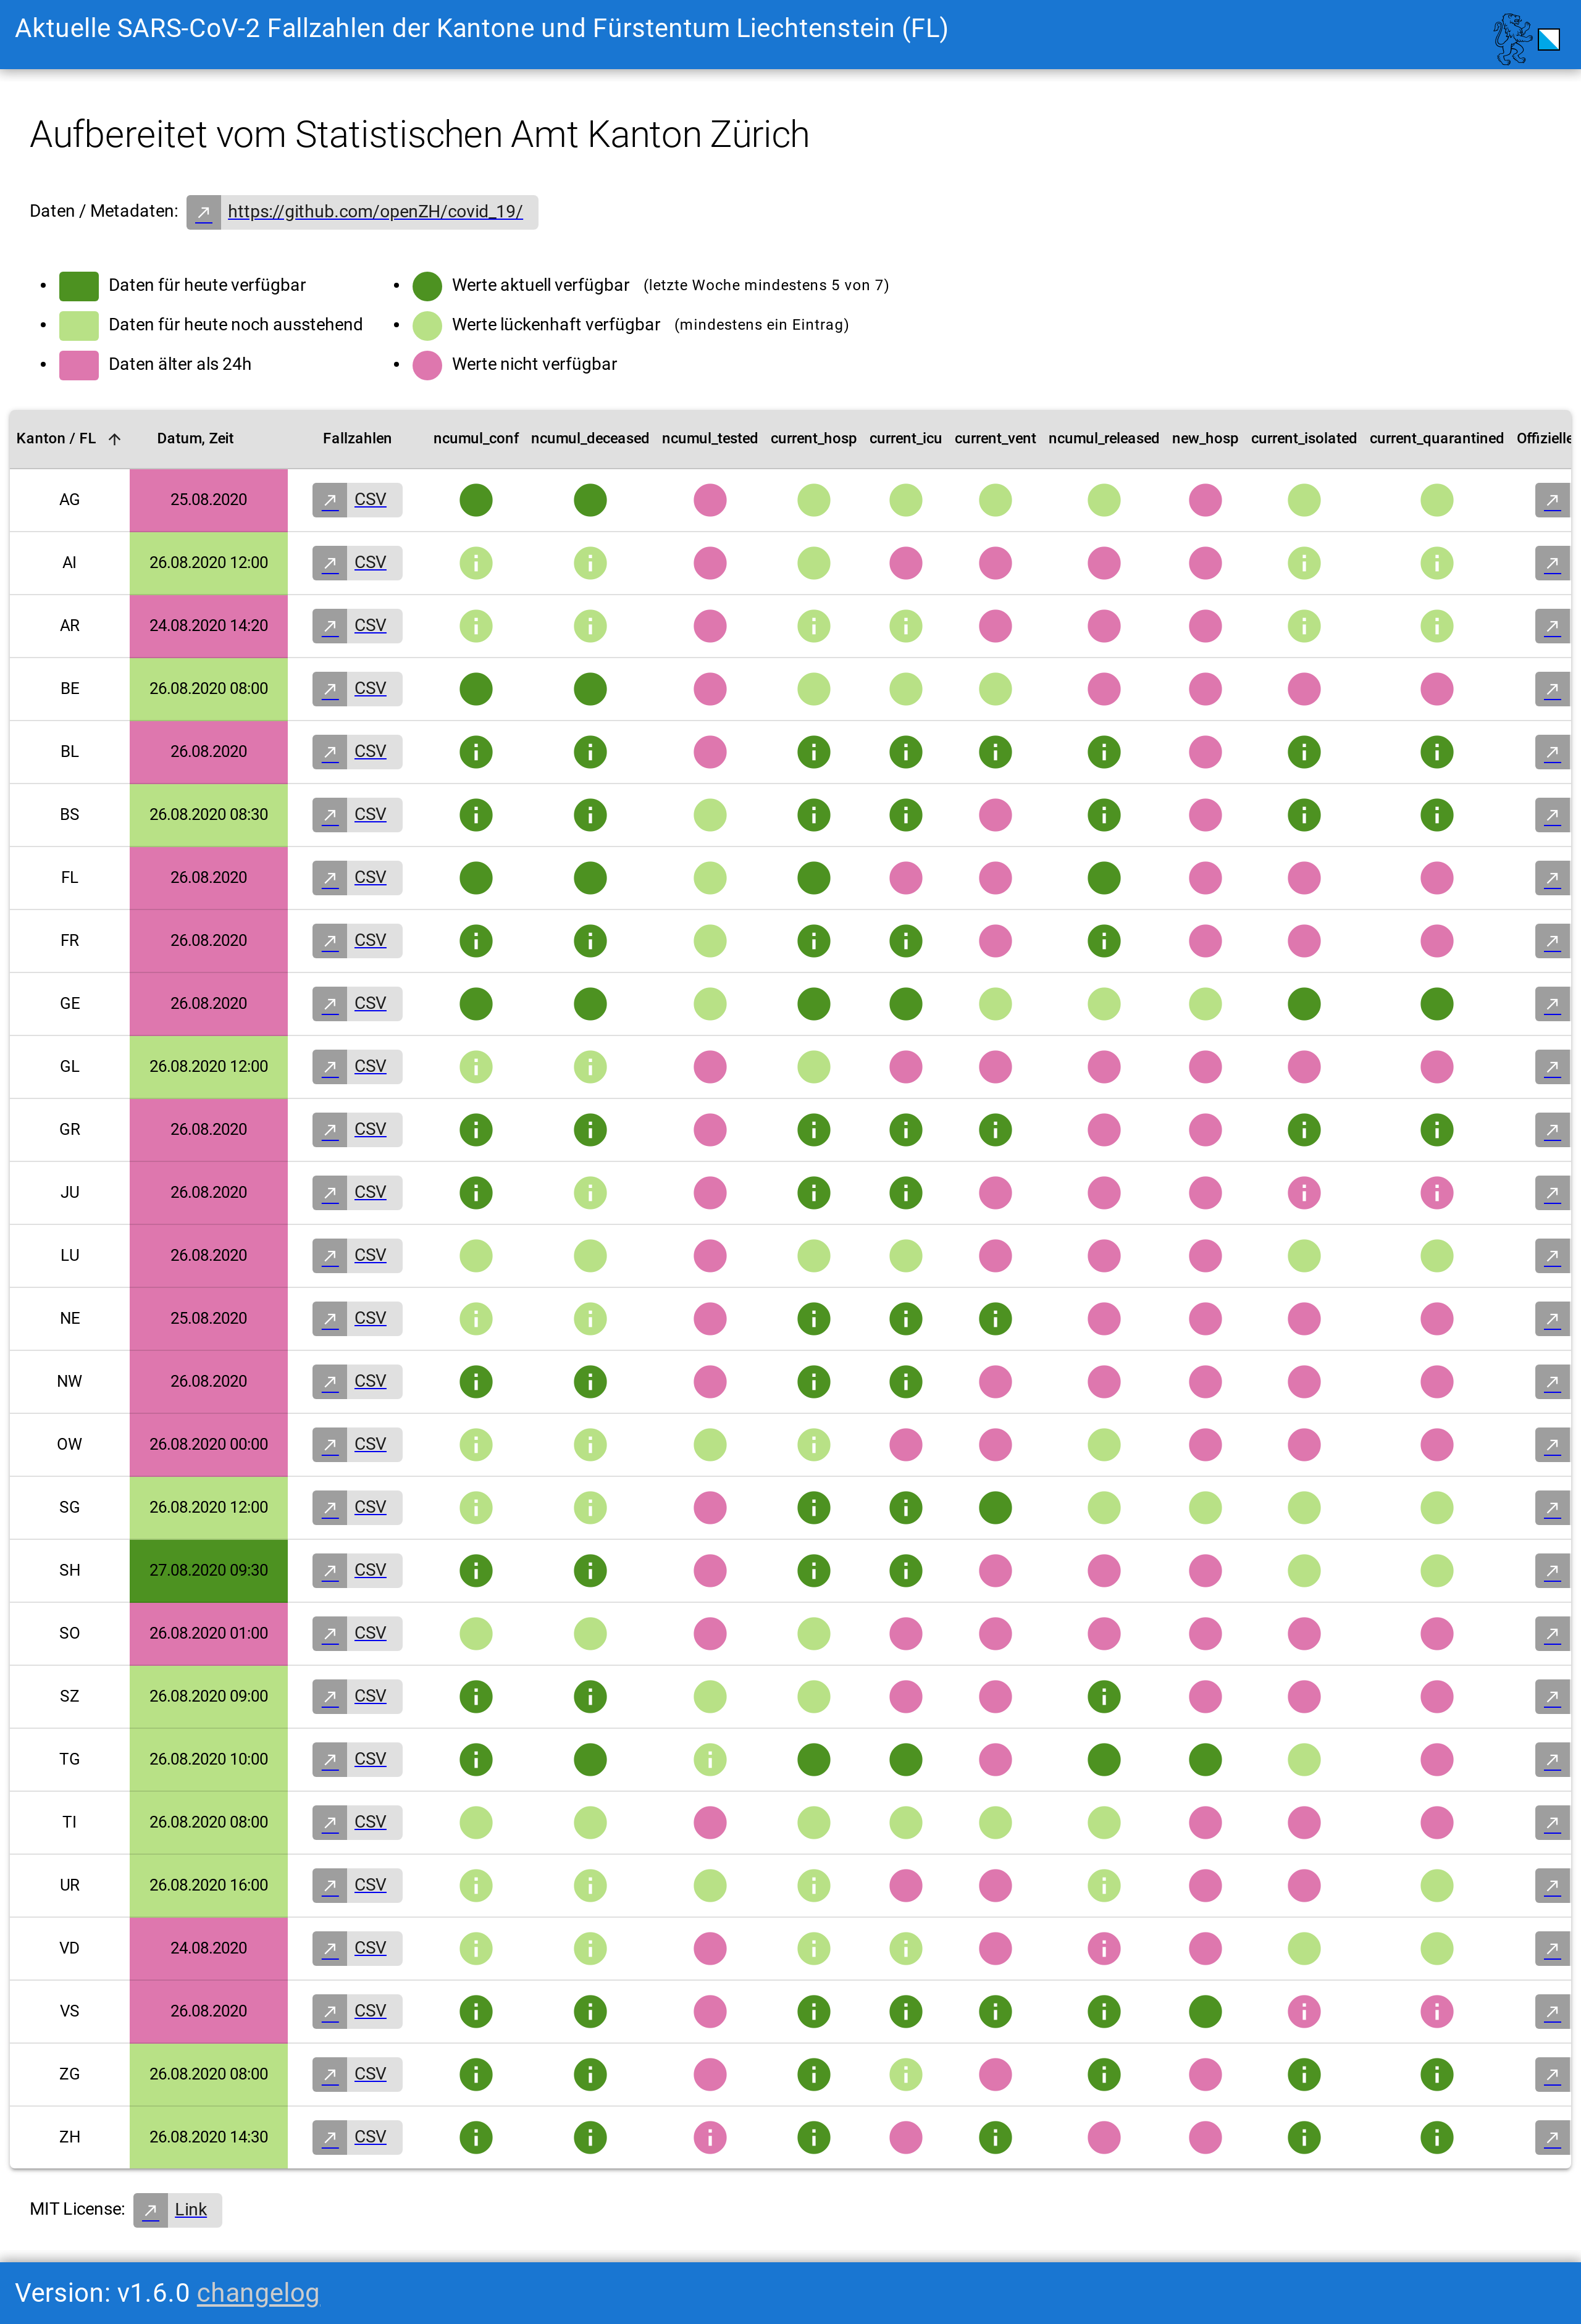 Aktuelle SARS-CoV-2 Fallzahlen der Kantone und Fürstentum Liechtenstein (FL)
Aufbereitet vom Statistischen Amt Kanton Zürich
Daten / Metadaten: https://github.com/openZH/covid_19/
Daten für heute verfügbar
Daten für heute noch ausstehend
Daten älter als 24h
Werte aktuell verfügbar (letzte Woche mindestens 5 von 7)
Werte lückenhaft verfügbar (mindestens ein Eintrag)
Werte nicht verfügbar
Kanton / FL Datum, Zeit Fallzahlen ncumul_conf ncumul_deceased ncumul_tested current_hosp current_icu current_vent ncumul_released new_hosp current_isolated current_quarantined Offizielle
AG 25.08.2020 CSV
AI 26.08.2020 12:00 CSV
AR 24.08.2020 14:20 CSV
BE 26.08.2020 08:00 CSV
BL 26.08.2020 CSV
BS 26.08.2020 08:30 CSV
FL 26.08.2020 CSV
FR 26.08.2020 CSV
GE 26.08.2020 CSV
GL 26.08.2020 12:00 CSV
GR 26.08.2020 CSV
JU 26.08.2020 CSV
LU 26.08.2020 CSV
NE 25.08.2020 CSV
NW 26.08.2020 CSV
OW 26.08.2020 00:00 CSV
SG 26.08.2020 12:00 CSV
SH 27.08.2020 09:30 CSV
SO 26.08.2020 01:00 CSV
SZ 26.08.2020 09:00 CSV
TG 26.08.2020 10:00 CSV
TI 26.08.2020 08:00 CSV
UR 26.08.2020 16:00 CSV
VD 24.08.2020 CSV
VS 26.08.2020 CSV
ZG 26.08.2020 08:00 CSV
ZH 26.08.2020 14:30 CSV
MIT License: Link
Version: v1.6.0 changelog